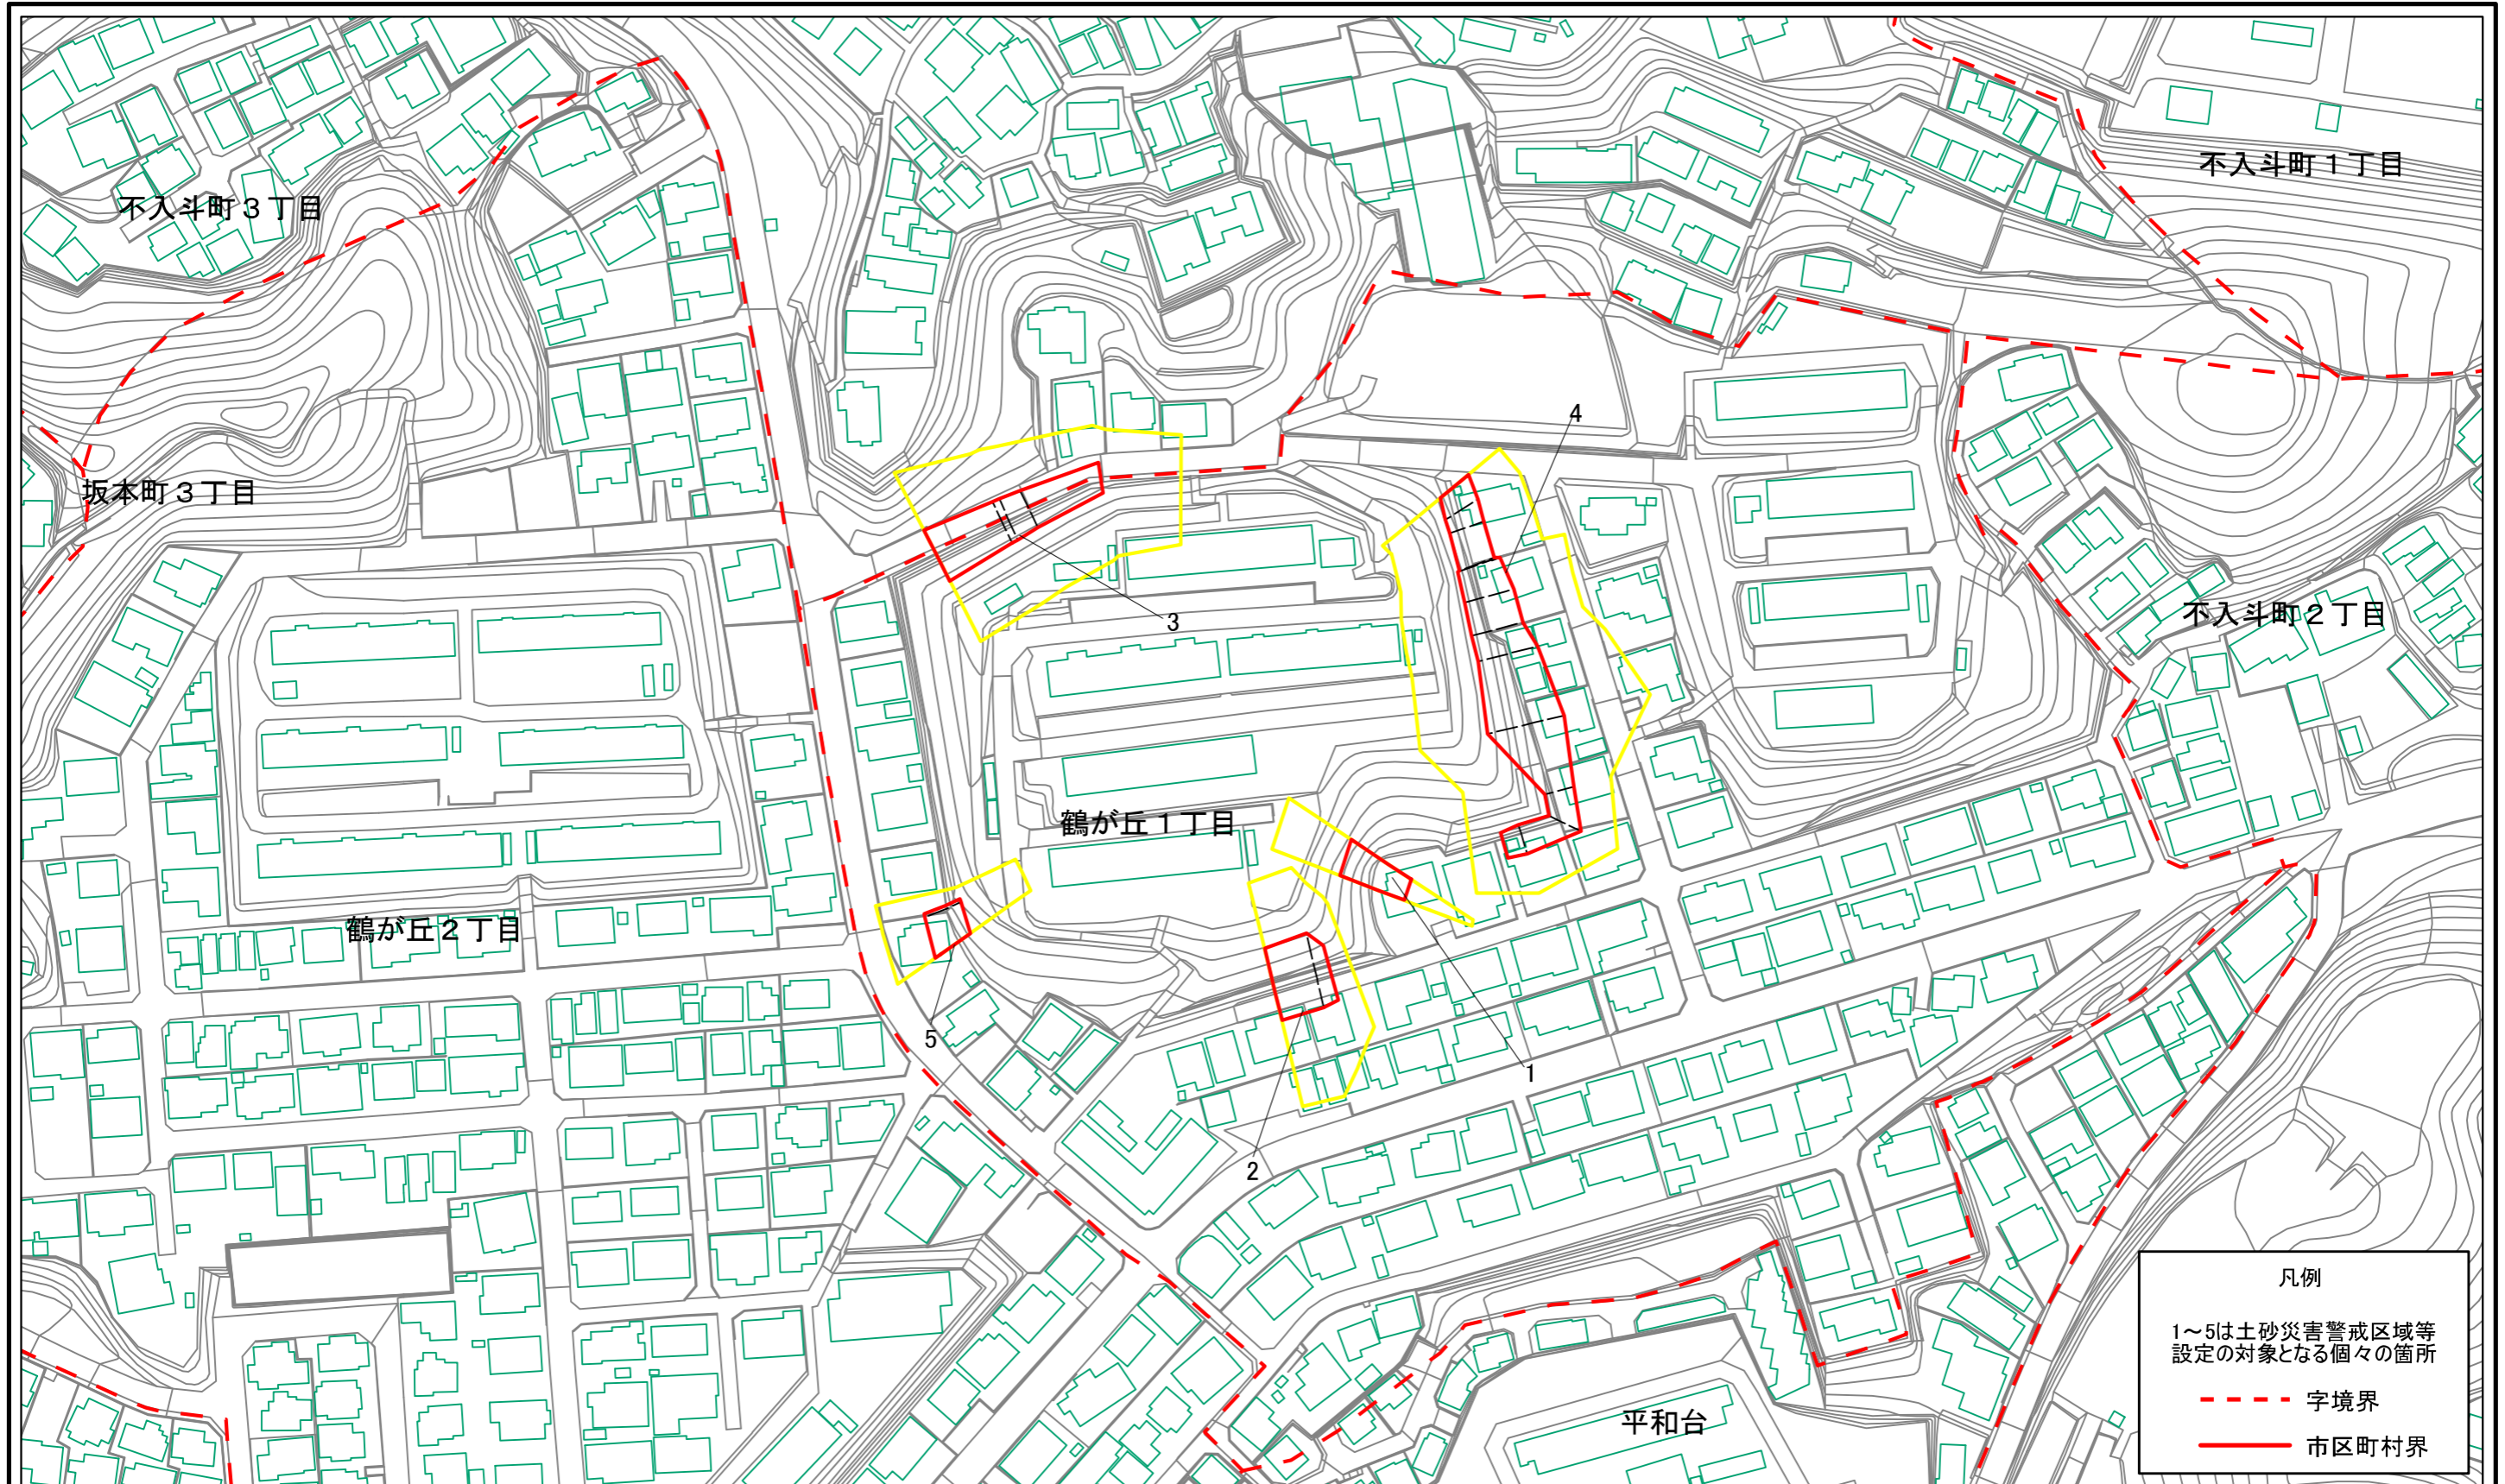 不入斗町１丁目
不入斗町３丁目
4
坂本町３丁目
3
不入斗町２丁目
鶴が丘１丁目
鶴が丘２丁目
5
1
2
凡例
1～5は土砂災害警戒区域等
設定の対象となる個々の箇所
字境界
市区町村界
平和台